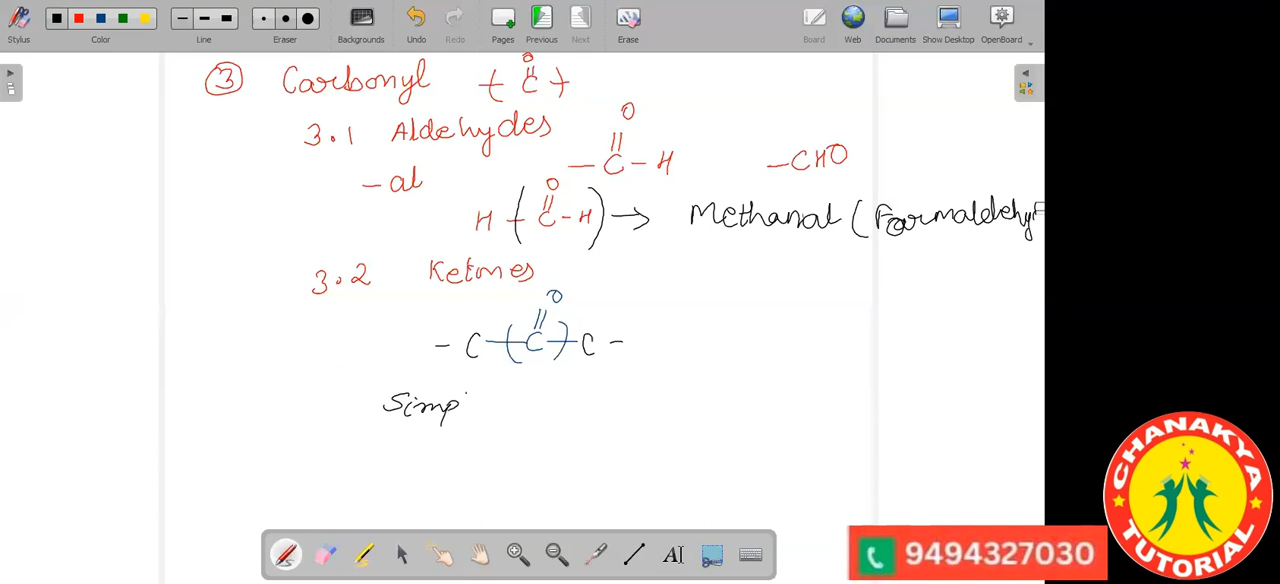 Stylus Color Line Eraser Backgrounds Undo Redo Pages Previous Next Erase Board Web Documents Show Desktop OpenBoard
③ Carbonyl (C=O)
3.1 Aldehydes
O
— C — H
— CHO
- al
O
H — ( C - H ) → Methanal (Formaldehyde
3.2 Ketones
O
- C — ( C ) — C -
Simp
CHANAKYA TUTORIAL
9494327030